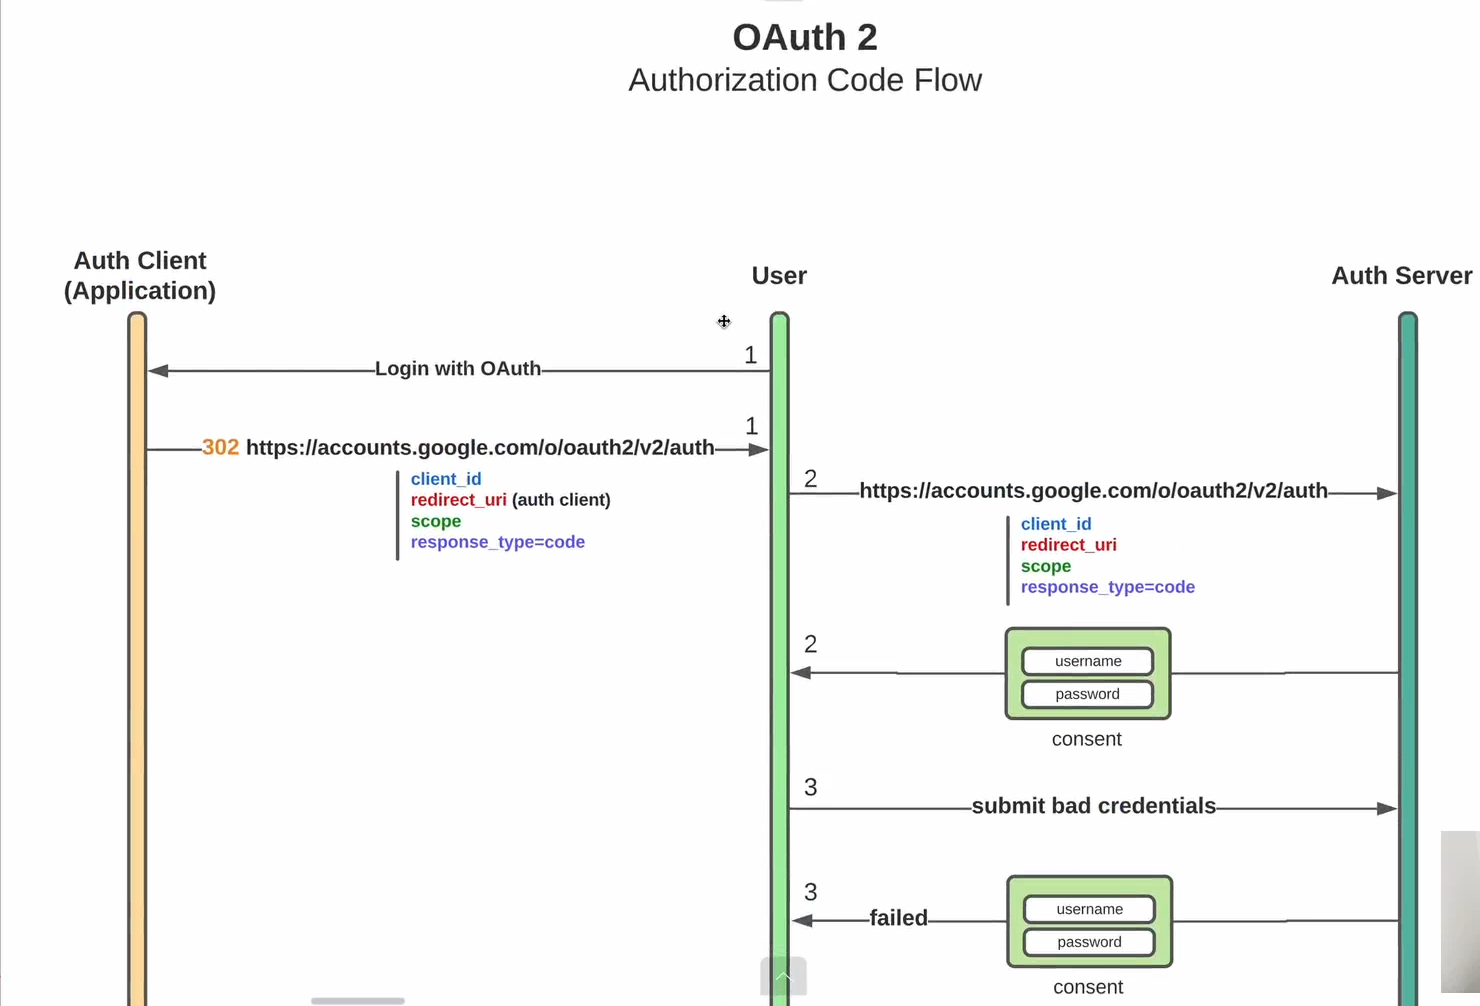 OAuth 2
Authorization Code Flow
Auth Client
(Application)
User
Auth Server
1
Login with OAuth
1
302 https://accounts.google.com/o/oauth2/v2/auth
client_id
redirect_uri (auth client)
scope
response_type=code
2
https://accounts.google.com/o/oauth2/v2/auth
client_id
redirect_uri
scope
response_type=code
2
username
password
consent
3
submit bad credentials
3
failed
username
password
consent